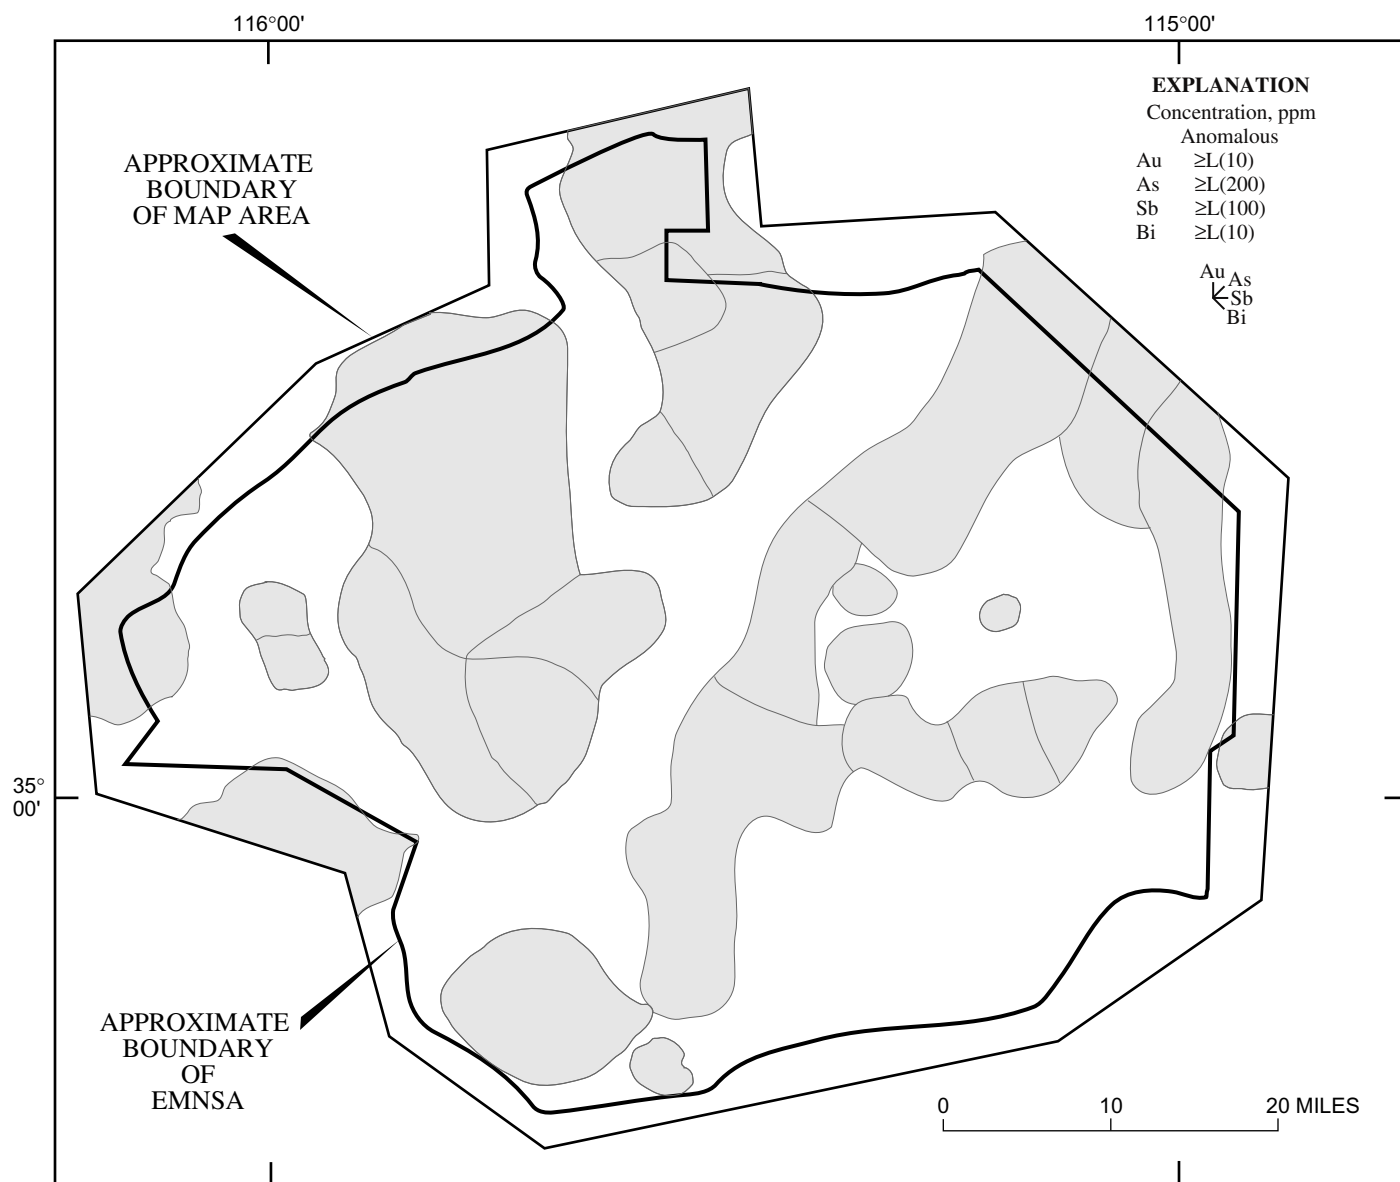 116°00'
115°00'
EXPLANATION
Concentration, ppm
Anomalous
Au ≥L(10)
As ≥L(200)
Sb ≥L(100)
Bi ≥L(10)
Au
As
Sb
Bi
APPROXIMATE
BOUNDARY
OF MAP AREA
35°
00'
APPROXIMATE
BOUNDARY
OF
EMNSA
0 10 20 MILES